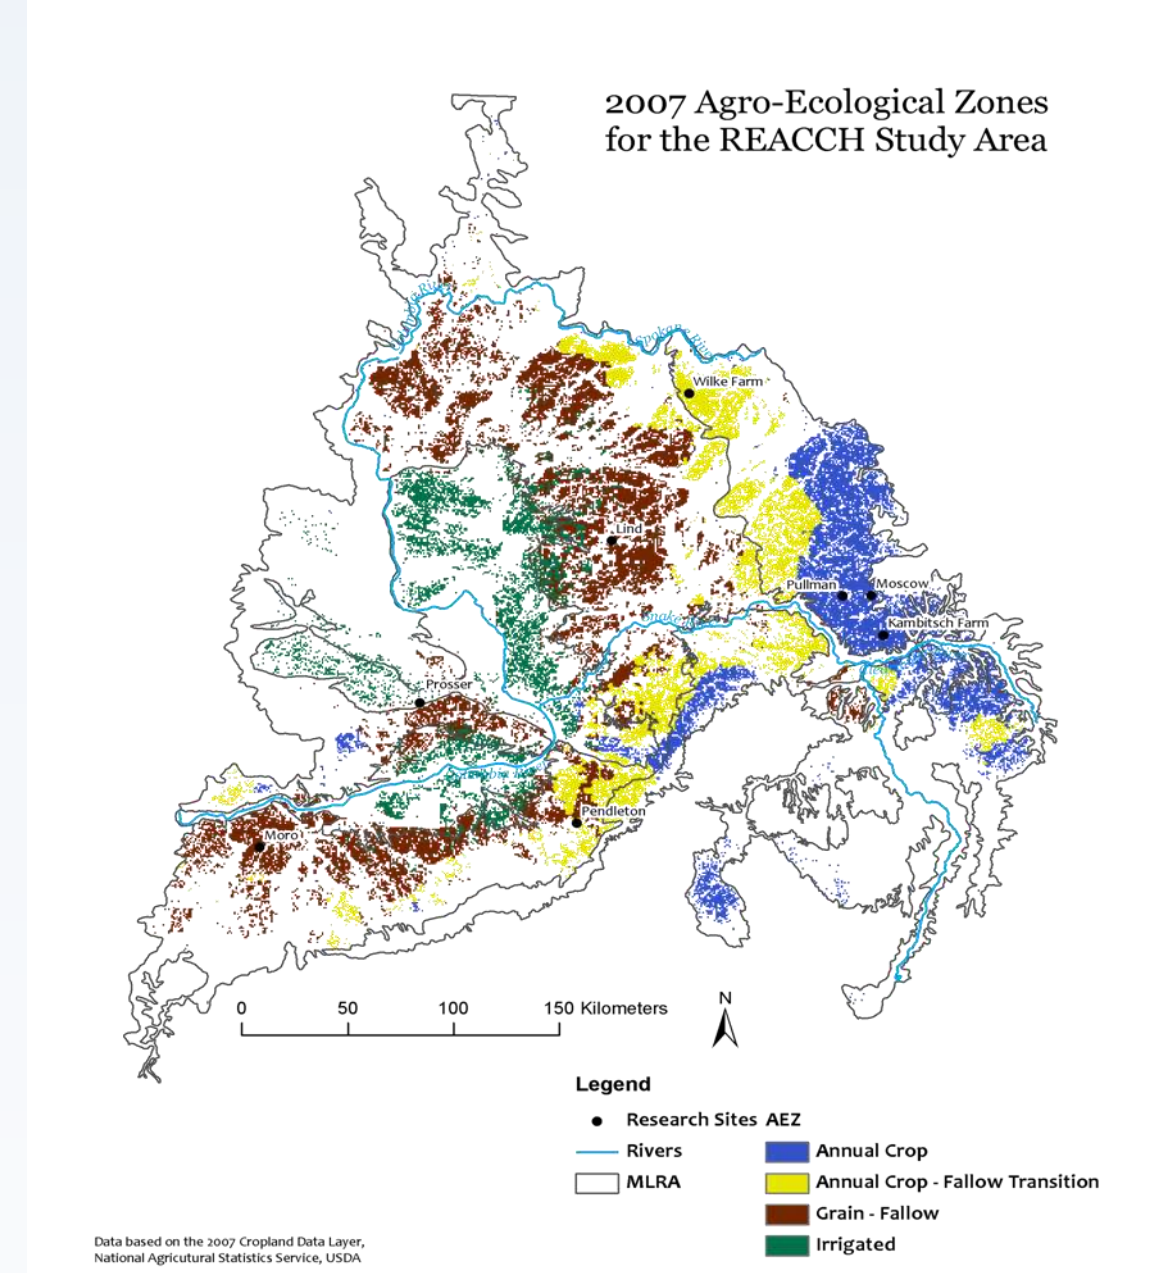 2007 Agro-Ecological Zones
for the REACCH Study Area
Spokane River
Wilke Farm
Lind
Pullman
Moscow
Snake
Kambitsch Farm
Prosser
Columbia River
Pendleton
Moro
0 50 100 150 Kilometers
N
Legend
Research Sites AEZ
Rivers
Annual Crop
MLRA
Annual Crop - Fallow Transition
Grain - Fallow
Irrigated
Data based on the 2007 Cropland Data Layer,
National Agricutural Statistics Service, USDA